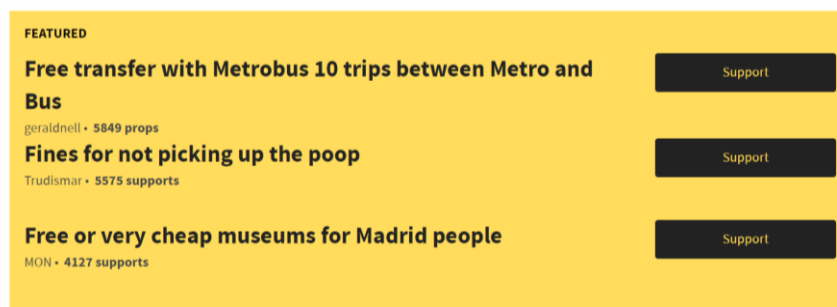 FEATURED
Free transfer with Metrobus 10 trips between Metro and
Bus
Support
geraldnell • 5849 props
Fines for not picking up the poop
Support
Trudismar • 5575 supports
Free or very cheap museums for Madrid people
Support
MON • 4127 supports